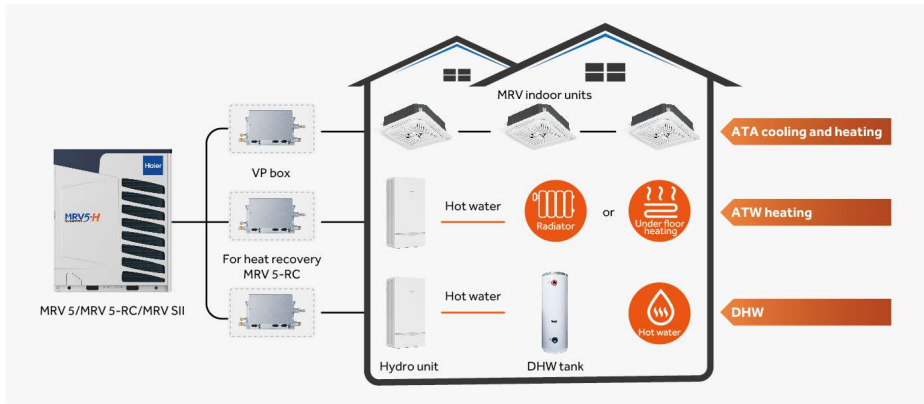 MRV indoor units
ATA cooling and heating
VP box
Haier
MRV5-H
Hot water
Radiator
or
Under floor
heating
ATW heating
For heat recovery
MRV 5-RC
MRV 5/MRV 5-RC/MRV SII
Hot water
Hot water
DHW
Hydro unit
DHW tank